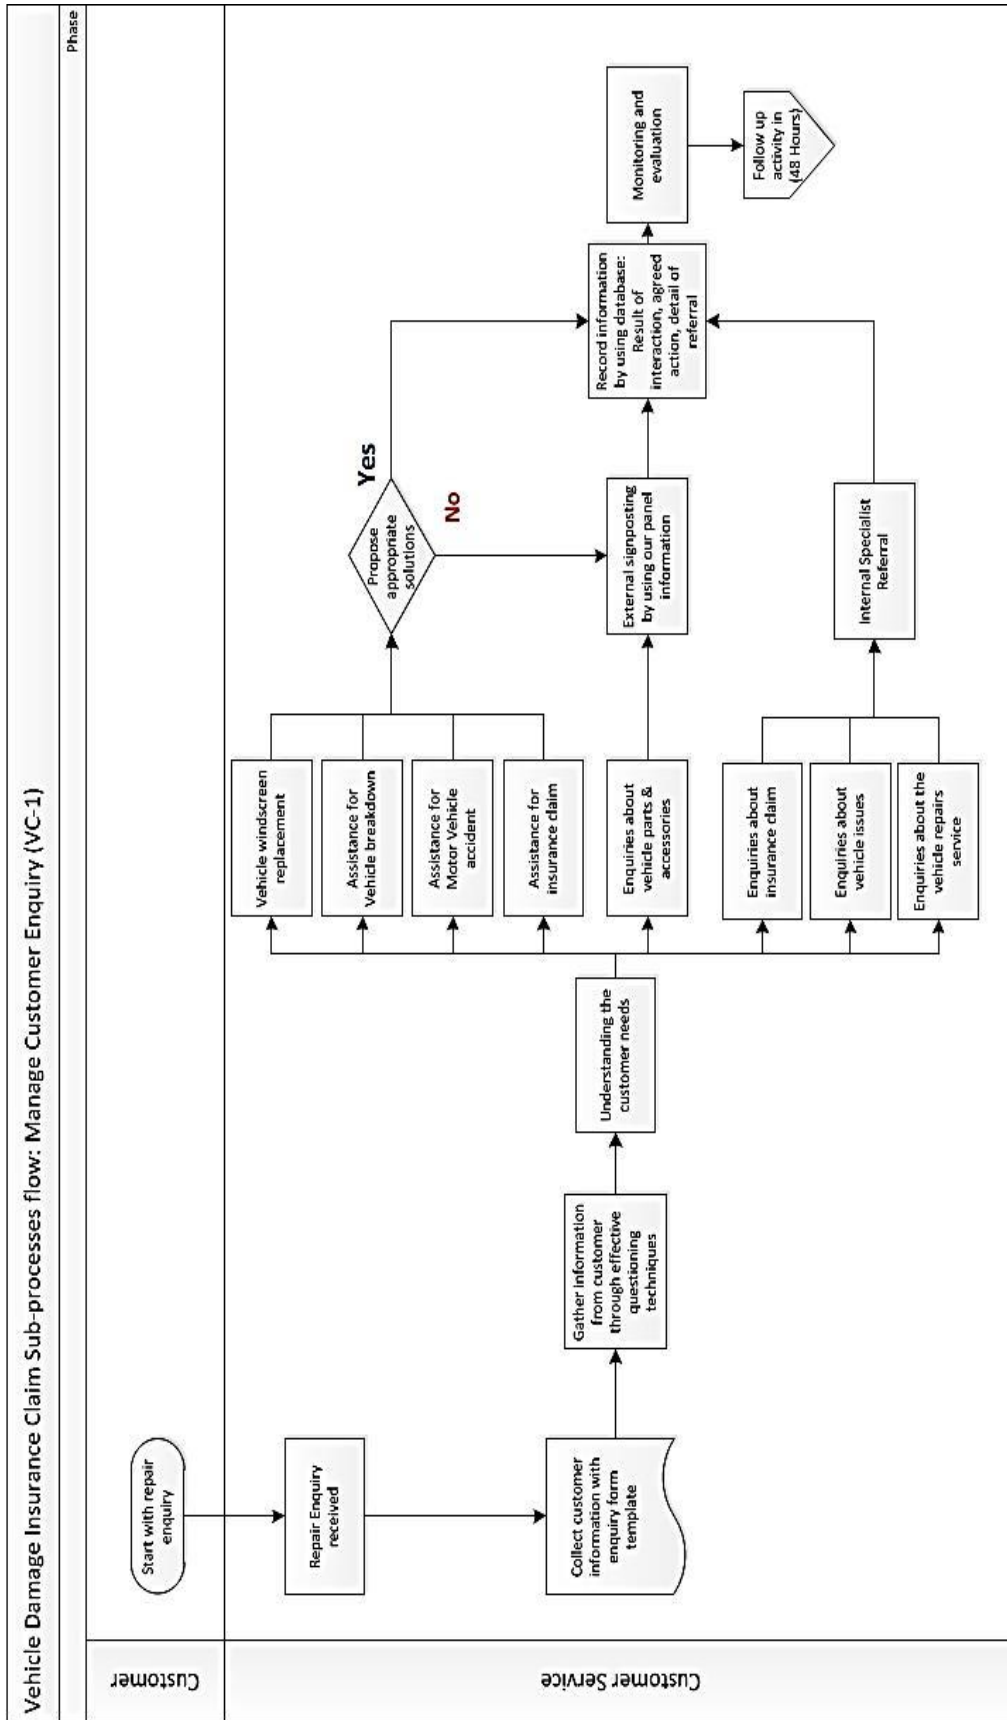 Vehicle Damage Insurance Claim Sub-processes flow: Manage Customer Enquiry (VC-1)
Phase
Customer
Start with repair
enquiry
Customer Service
Repair Enquiry
received
Collect customer
information with
enquiry form
template
Gather information
from customer
through effective
questioning
techniques
Understanding the
customer needs
Vehicle windscreen
replacement
Assistance for
Vehicle breakdown
Assistance for
Motor Vehicle
accident
Assistance for
insurance claim
Enquiries about
vehicle parts &
accessories
Enquiries about
insurance claim
Enquiries about
vehicle issues
Enquiries about the
vehicle repairs
service
Propose
appropriate
solutions
Yes
No
External signposting
by using our panel
information
Internal Specialist
Referral
Record information
by using database:
Result of
interaction, agreed
action, detail of
referral
Monitoring and
evaluation
Follow up
activity in
(48 Hours)